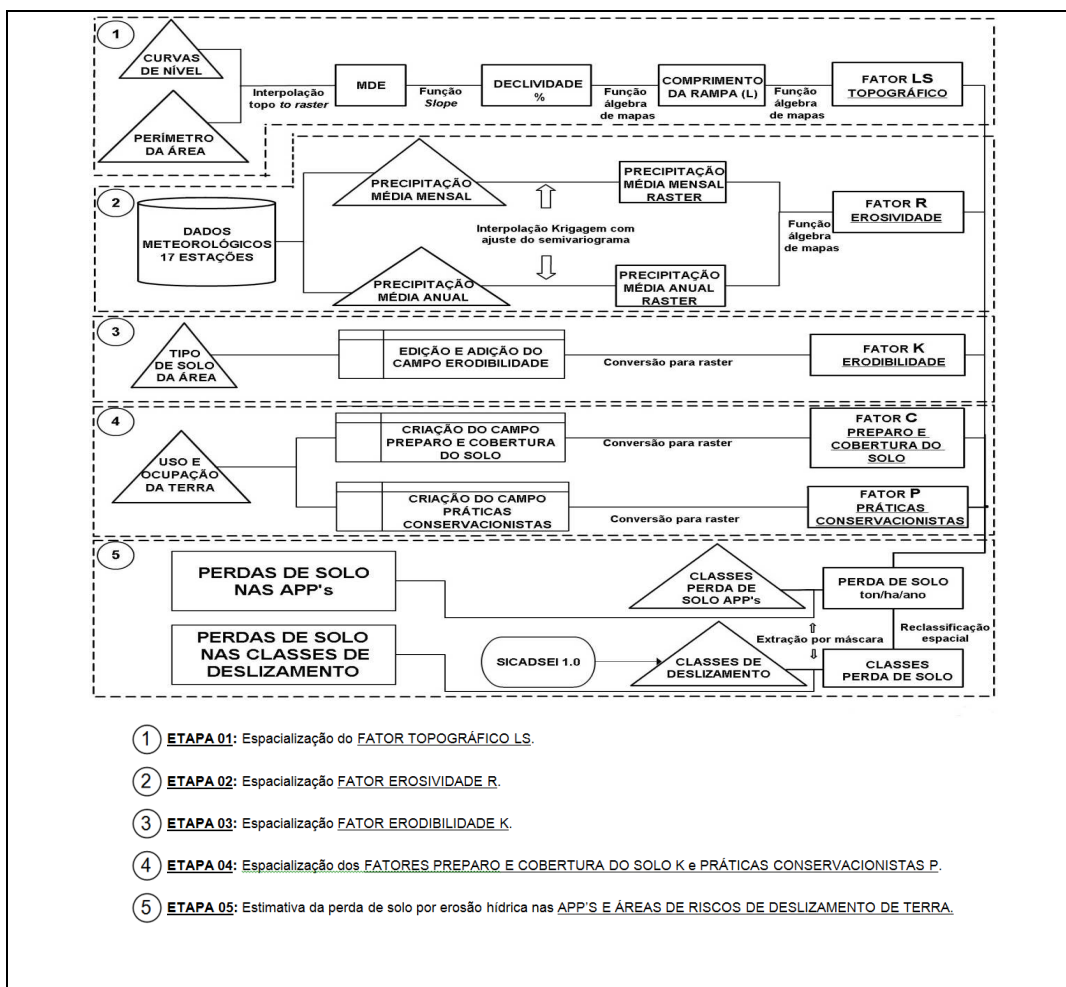 1
CURVAS
DE NÍVEL
PERÍMETRO
DA ÁREA
Interpolação
topo to raster
MDE
Função
Slope
DECLIVIDADE
%
Função
álgebra
de mapas
COMPRIMENTO
DA RAMPA (L)
Função
álgebra
de mapas
FATOR LS
TOPOGRÁFICO
2
DADOS
METEOROLÓGICOS
17 ESTAÇÕES
PRECIPITAÇÃO
MÉDIA MENSAL
PRECIPITAÇÃO
MÉDIA ANUAL
Interpolação Krigagem com
ajuste do semivariograma
PRECIPITAÇÃO
MÉDIA MENSAL
RASTER
PRECIPITAÇÃO
MÉDIA ANUAL
RASTER
Função
álgebra
de mapas
FATOR R
EROSIVIDADE
3
TIPO
DE SOLO
DA ÁREA
EDIÇÃO E ADIÇÃO DO
CAMPO ERODIBILIDADE
Conversão para raster
FATOR K
ERODIBILIDADE
4
USO E
OCUPAÇÃO
DA TERRA
CRIAÇÃO DO CAMPO
PREPARO E COBERTURA
DO SOLO
Conversão para raster
FATOR C
PREPARO E
COBERTURA DO
SOLO
CRIAÇÃO DO CAMPO
PRÁTICAS
CONSERVACIONISTAS
Conversão para raster
FATOR P
PRÁTICAS
CONSERVACIONISTAS
5
PERDAS DE SOLO
NAS APP's
PERDAS DE SOLO
NAS CLASSES DE
DESLIZAMENTO
SICADSEI 1.0
CLASSES
PERDA DE
SOLO APP's
CLASSES DE
DESLIZAMENTO
Extração por máscara
PERDA DE SOLO
ton/ha/ano
Reclassificação
espacial
CLASSES
PERDA DE SOLO
1 ETAPA 01: Espacialização do FATOR TOPOGRÁFICO LS.
2 ETAPA 02: Espacialização FATOR EROSIVIDADE R.
3 ETAPA 03: Espacialização FATOR ERODIBILIDADE K.
4 ETAPA 04: Espacialização dos FATORES PREPARO E COBERTURA DO SOLO K e PRÁTICAS CONSERVACIONISTAS P.
5 ETAPA 05: Estimativa da perda de solo por erosão hídrica nas APP'S E ÁREAS DE RISCOS DE DESLIZAMENTO DE TERRA.